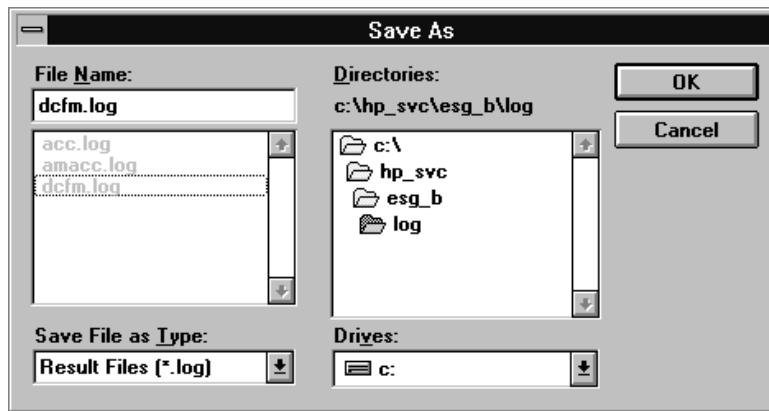 Save As
File Name:
dcfm.log
acc.log
amacc.log
dcfm.log
Save File as Type:
Result Files (*.log)
Directories:
c:\hp_svc\esg_b\log
c:\
hp_svc
esg_b
log
Drives:
c:
OK
Cancel